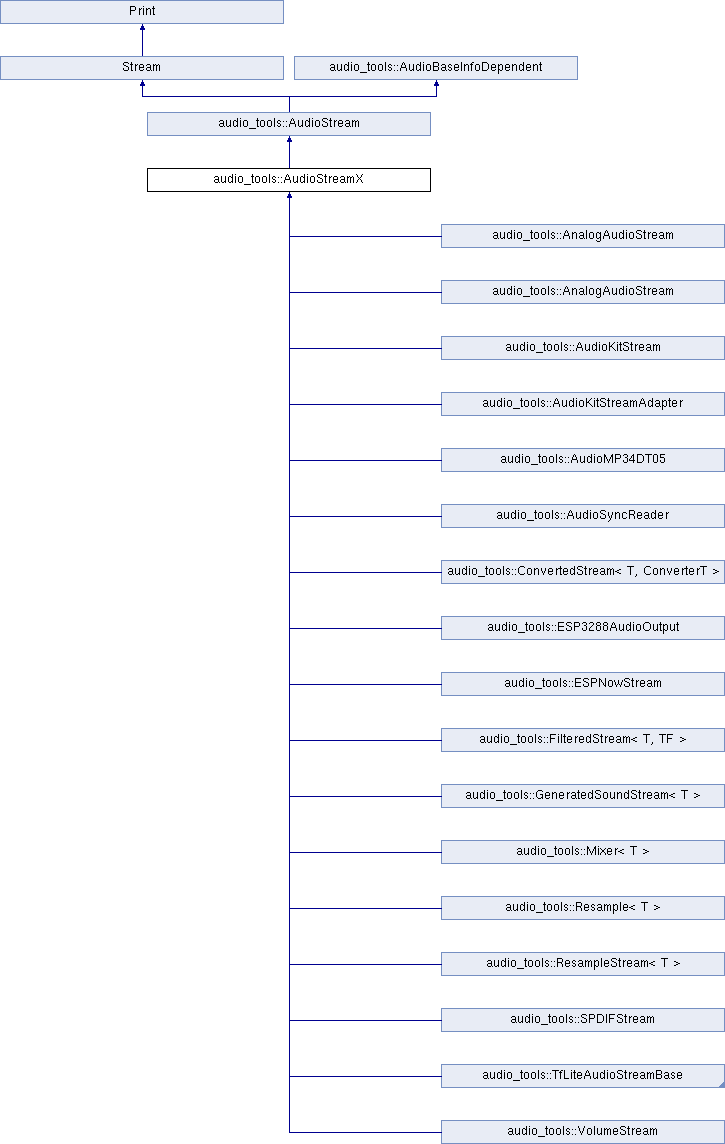 Print
Stream
audio_tools::AudioBaseInfoDependent
audio_tools::AudioStream
audio_tools::AudioStreamX
audio_tools::AnalogAudioStream
audio_tools::AnalogAudioStream
audio_tools::AudioKitStream
audio_tools::AudioKitStreamAdapter
audio_tools::AudioMP34DT05
audio_tools::AudioSyncReader
audio_tools::ConvertedStream< T, ConverterT >
audio_tools::ESP3288AudioOutput
audio_tools::ESPNowStream
audio_tools::FilteredStream< T, TF >
audio_tools::GeneratedSoundStream< T >
audio_tools::Mixer< T >
audio_tools::Resample< T >
audio_tools::ResampleStream< T >
audio_tools::SPDIFStream
audio_tools::TfLiteAudioStreamBase
audio_tools::VolumeStream